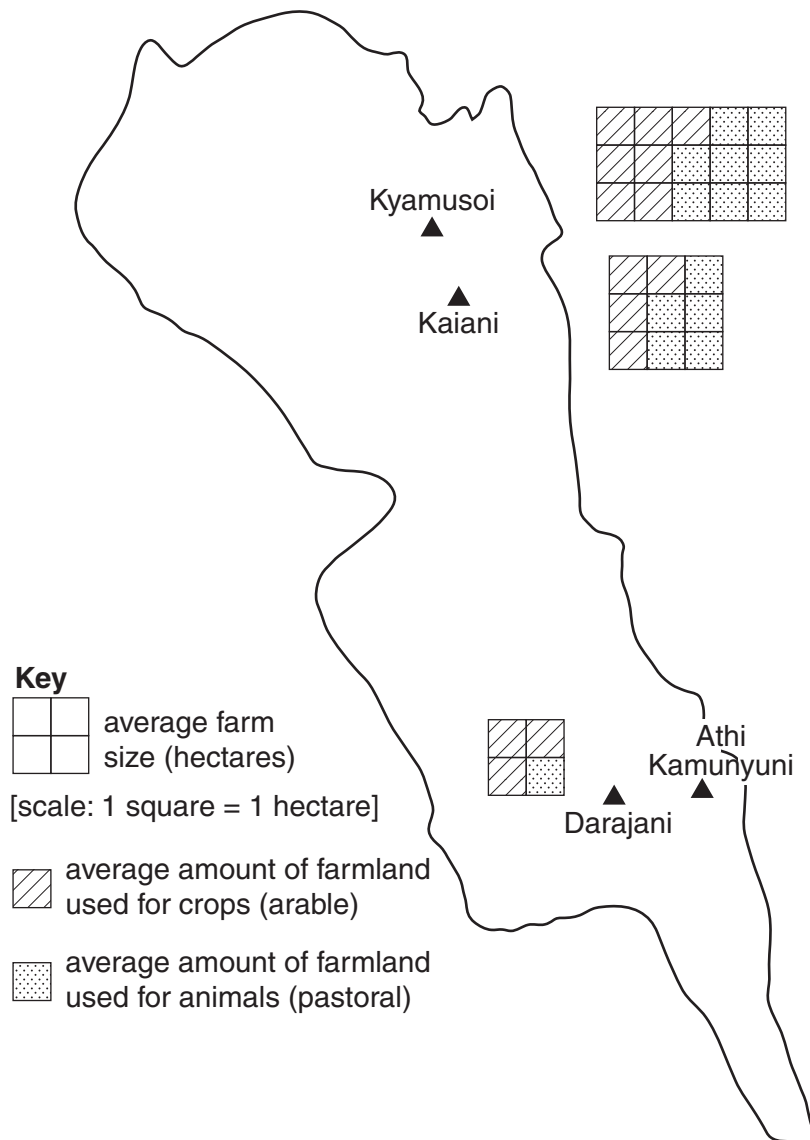 Kyamusoi
Kaiani
Key
average farm
size (hectares)
[scale: 1 square = 1 hectare]
average amount of farmland
used for crops (arable)
average amount of farmland
used for animals (pastoral)
Athi
Kamunyuni
Darajani